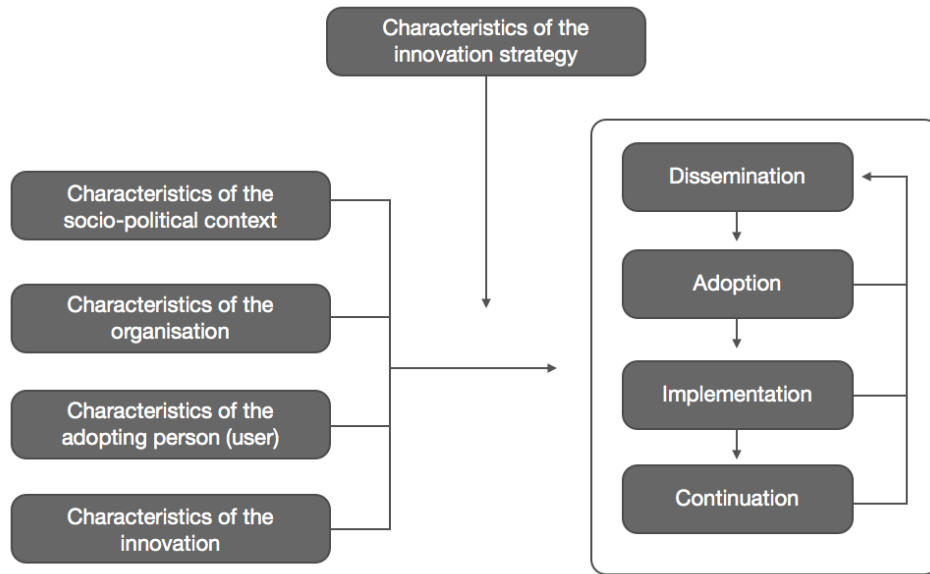 Characteristics of the
innovation strategy
Characteristics of the
socio-political context
Characteristics of the
organisation
Characteristics of the
adopting person (user)
Characteristics of the
innovation
Dissemination
Adoption
Implementation
Continuation